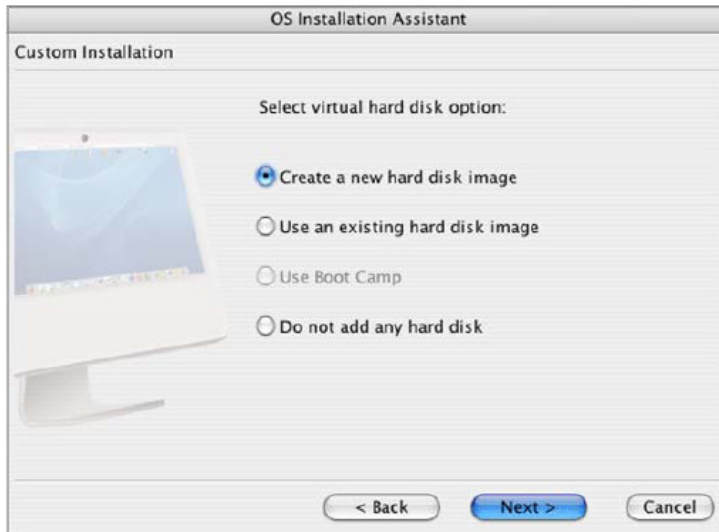 OS Installation Assistant
Custom Installation
Select virtual hard disk option:
Create a new hard disk image
Use an existing hard disk image
Use Boot Camp
Do not add any hard disk
< Back
Next >
Cancel